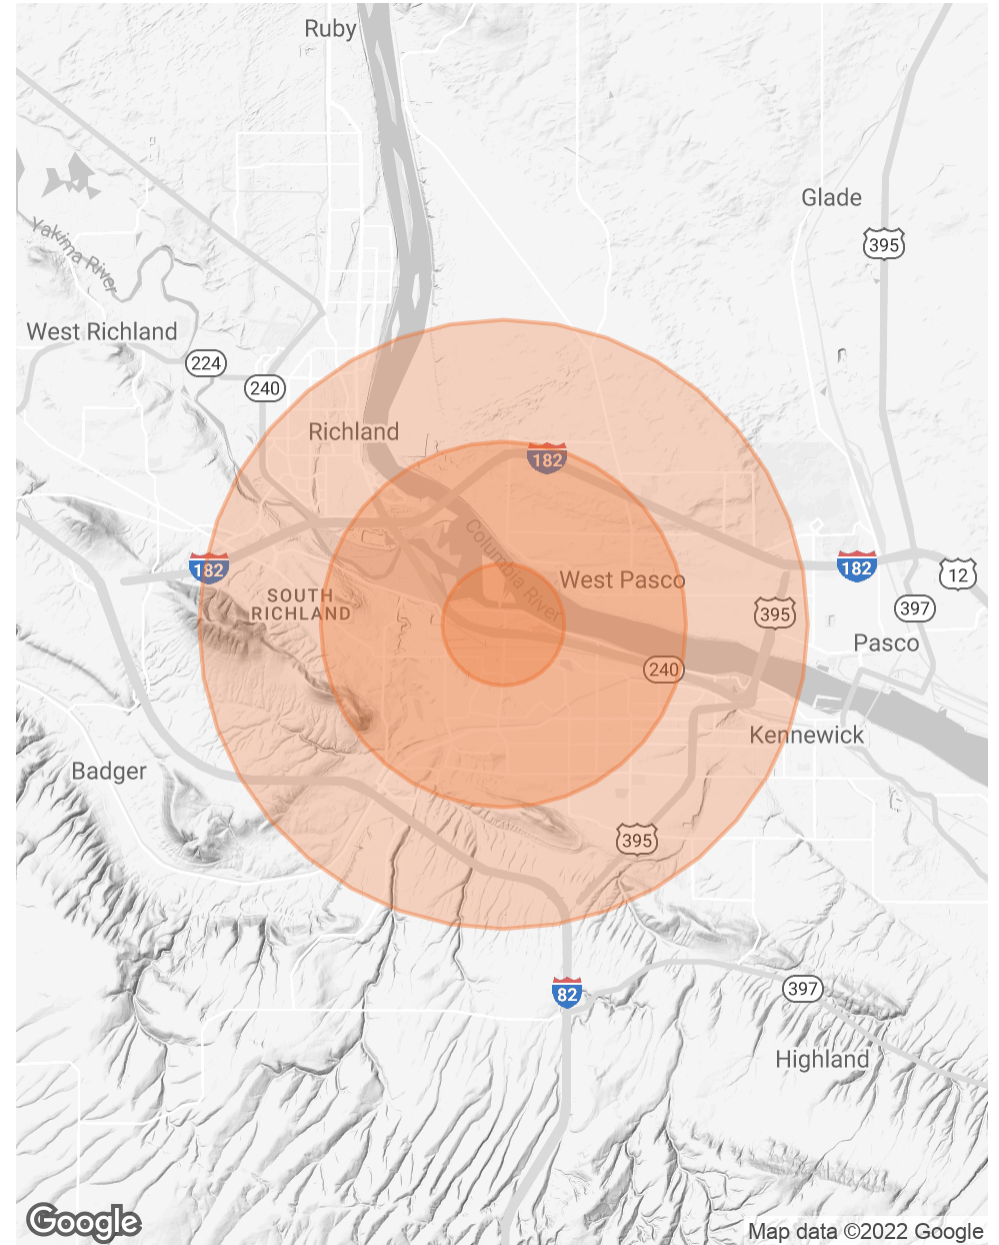 Ruby
Glade
395
Yakima River
West Richland
224
240
Richland
182
Columbia River
182
182
12
West Pasco
SOUTH
RICHLAND
395
397
Pasco
240
Kennewick
Badger
395
82
397
Highland
Google
Map data ©2022 Google